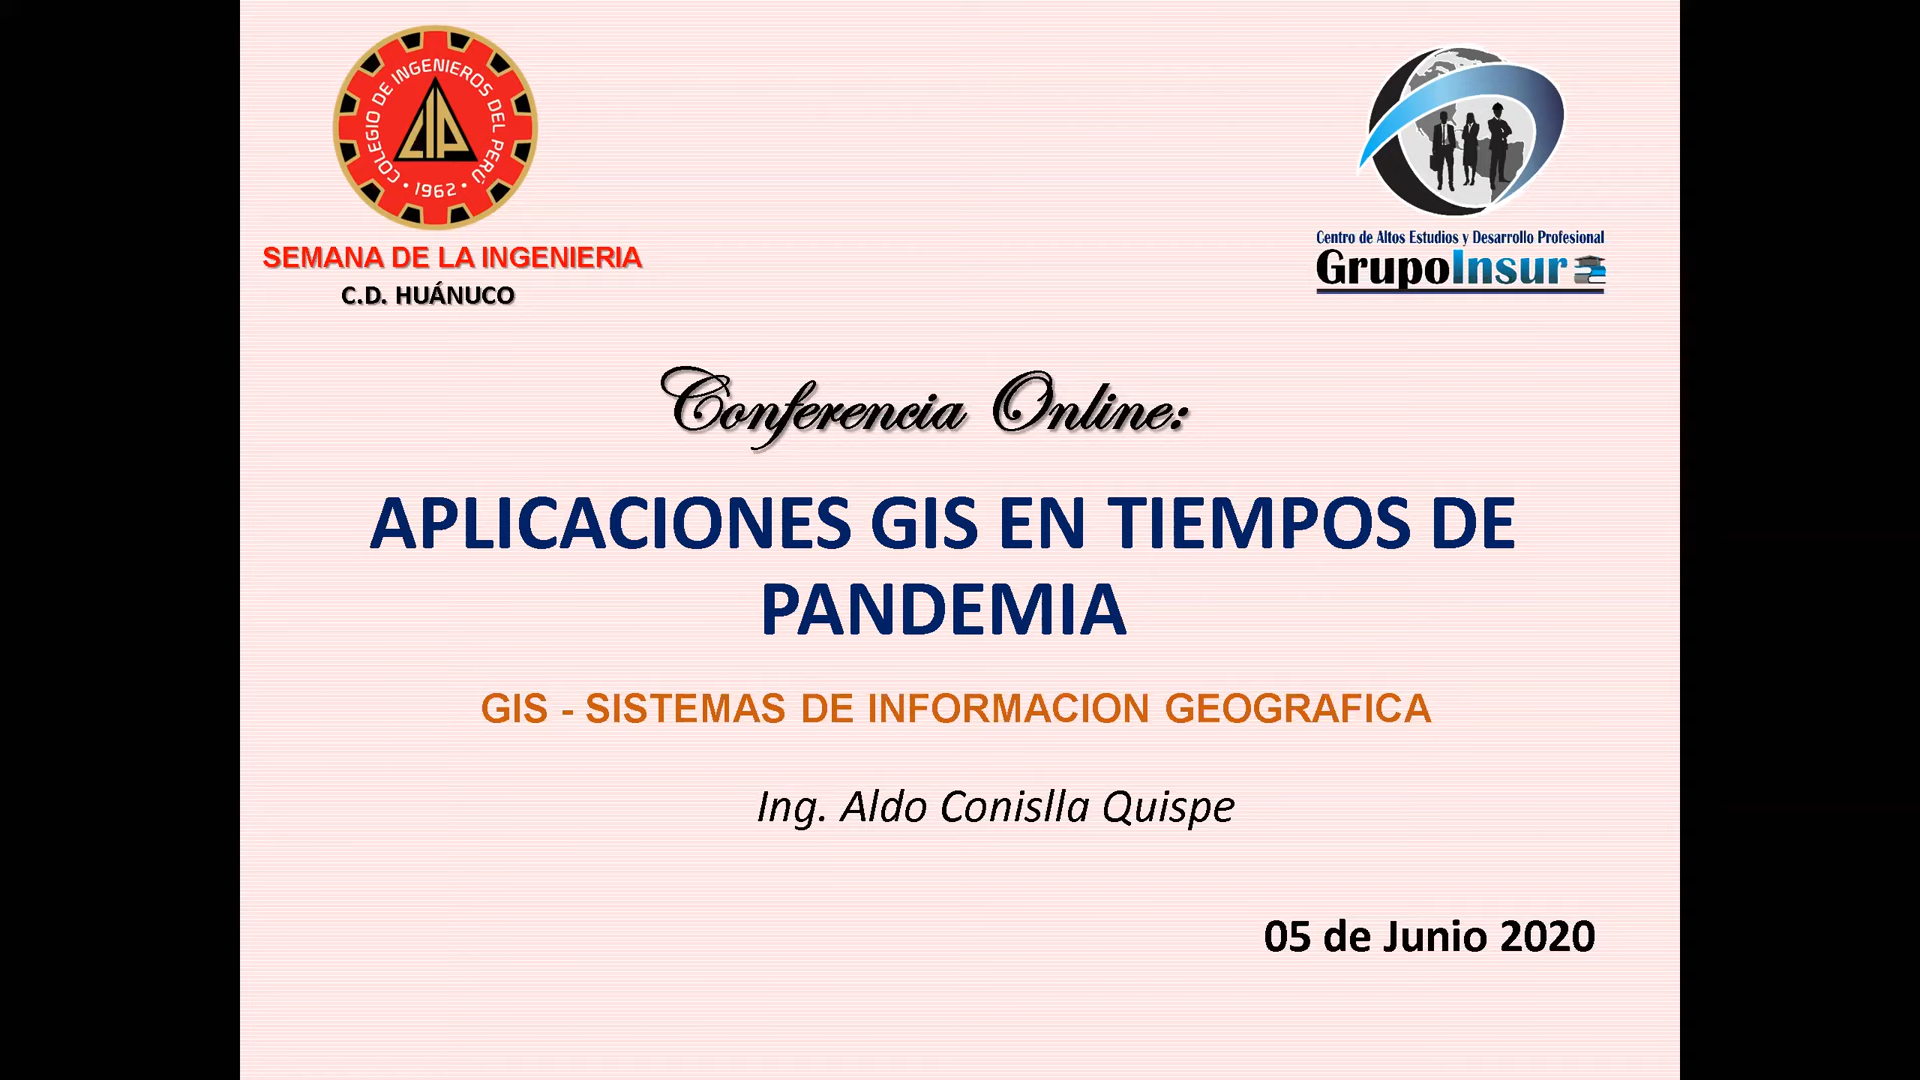 COLEGIO DE INGENIEROS DEL PERÚ
CIP
• 1962 •
SEMANA DE LA INGENIERIA
C.D. HUÁNUCO
Centro de Altos Estudios y Desarrollo Profesional
GrupoInsur
Conferencia Online:
APLICACIONES GIS EN TIEMPOS DE
PANDEMIA
GIS - SISTEMAS DE INFORMACION GEOGRAFICA
Ing. Aldo Conislla Quispe
05 de Junio 2020